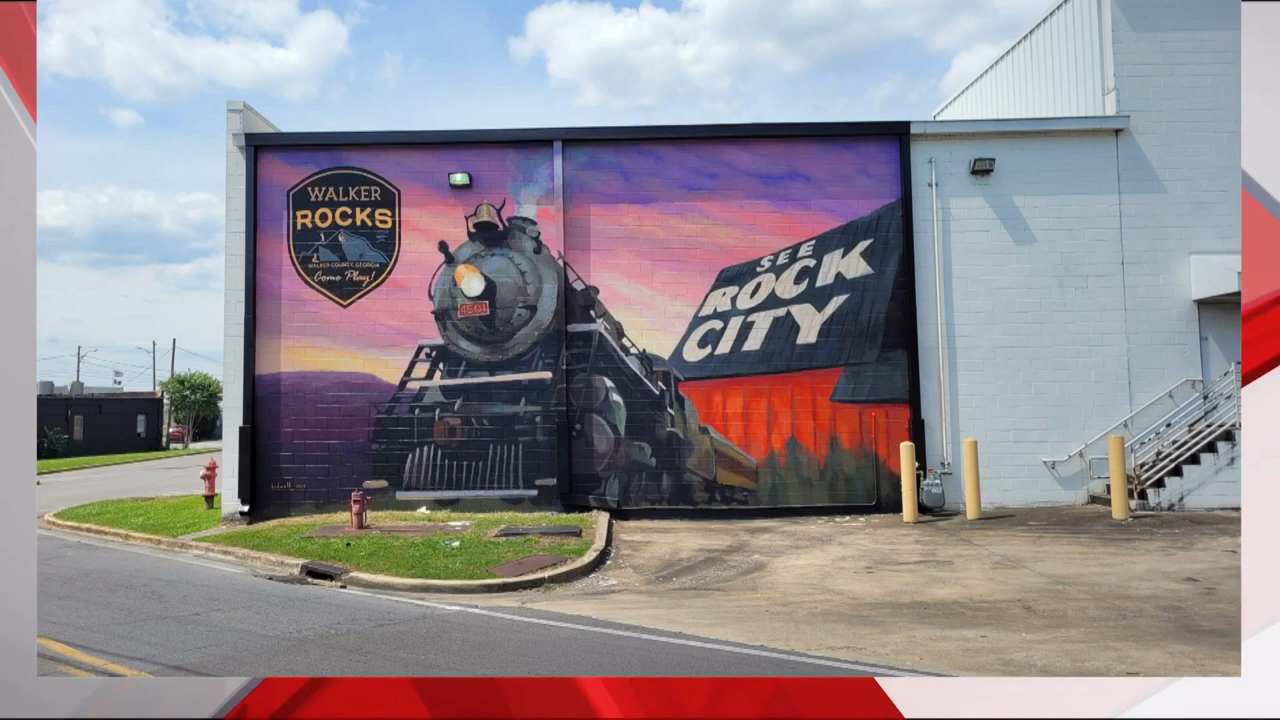 WALKER
ROCKS
WALKER COUNTY, GEORGIA
Come Play!
4501
SEE
ROCK
CITY